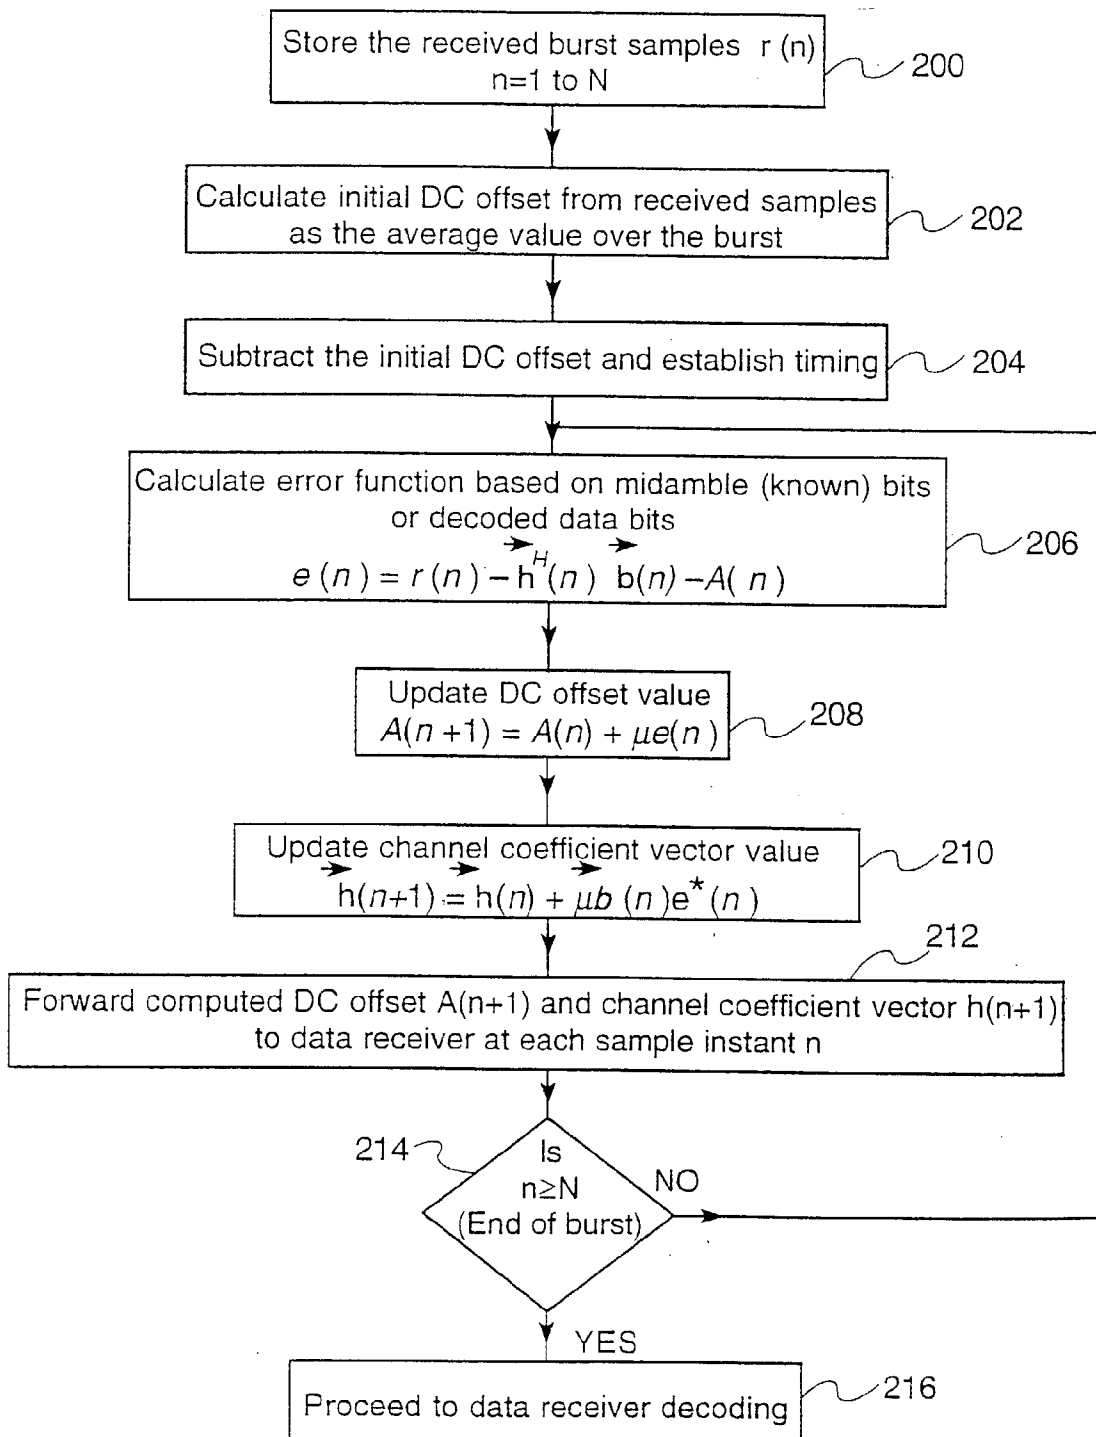 Store the received burst samples r (n)
n=1 to N
200
Calculate initial DC offset from received samples
as the average value over the burst
202
Subtract the initial DC offset and establish timing
204
Calculate error function based on midamble (known) bits
or decoded data bits
e (n) = r (n) – h⃗ᴴ(n) b⃗(n) – A( n)
206
Update DC offset value
A(n +1) = A(n) + μe(n )
208
Update channel coefficient vector value
h⃗(n+1) = h⃗(n) + μb⃗ (n)e*(n )
210
212
Forward computed DC offset A(n+1) and channel coefficient vector h(n+1)
to data receiver at each sample instant n
214
Is
n≥N
(End of burst)
NO
YES
Proceed to data receiver decoding
216